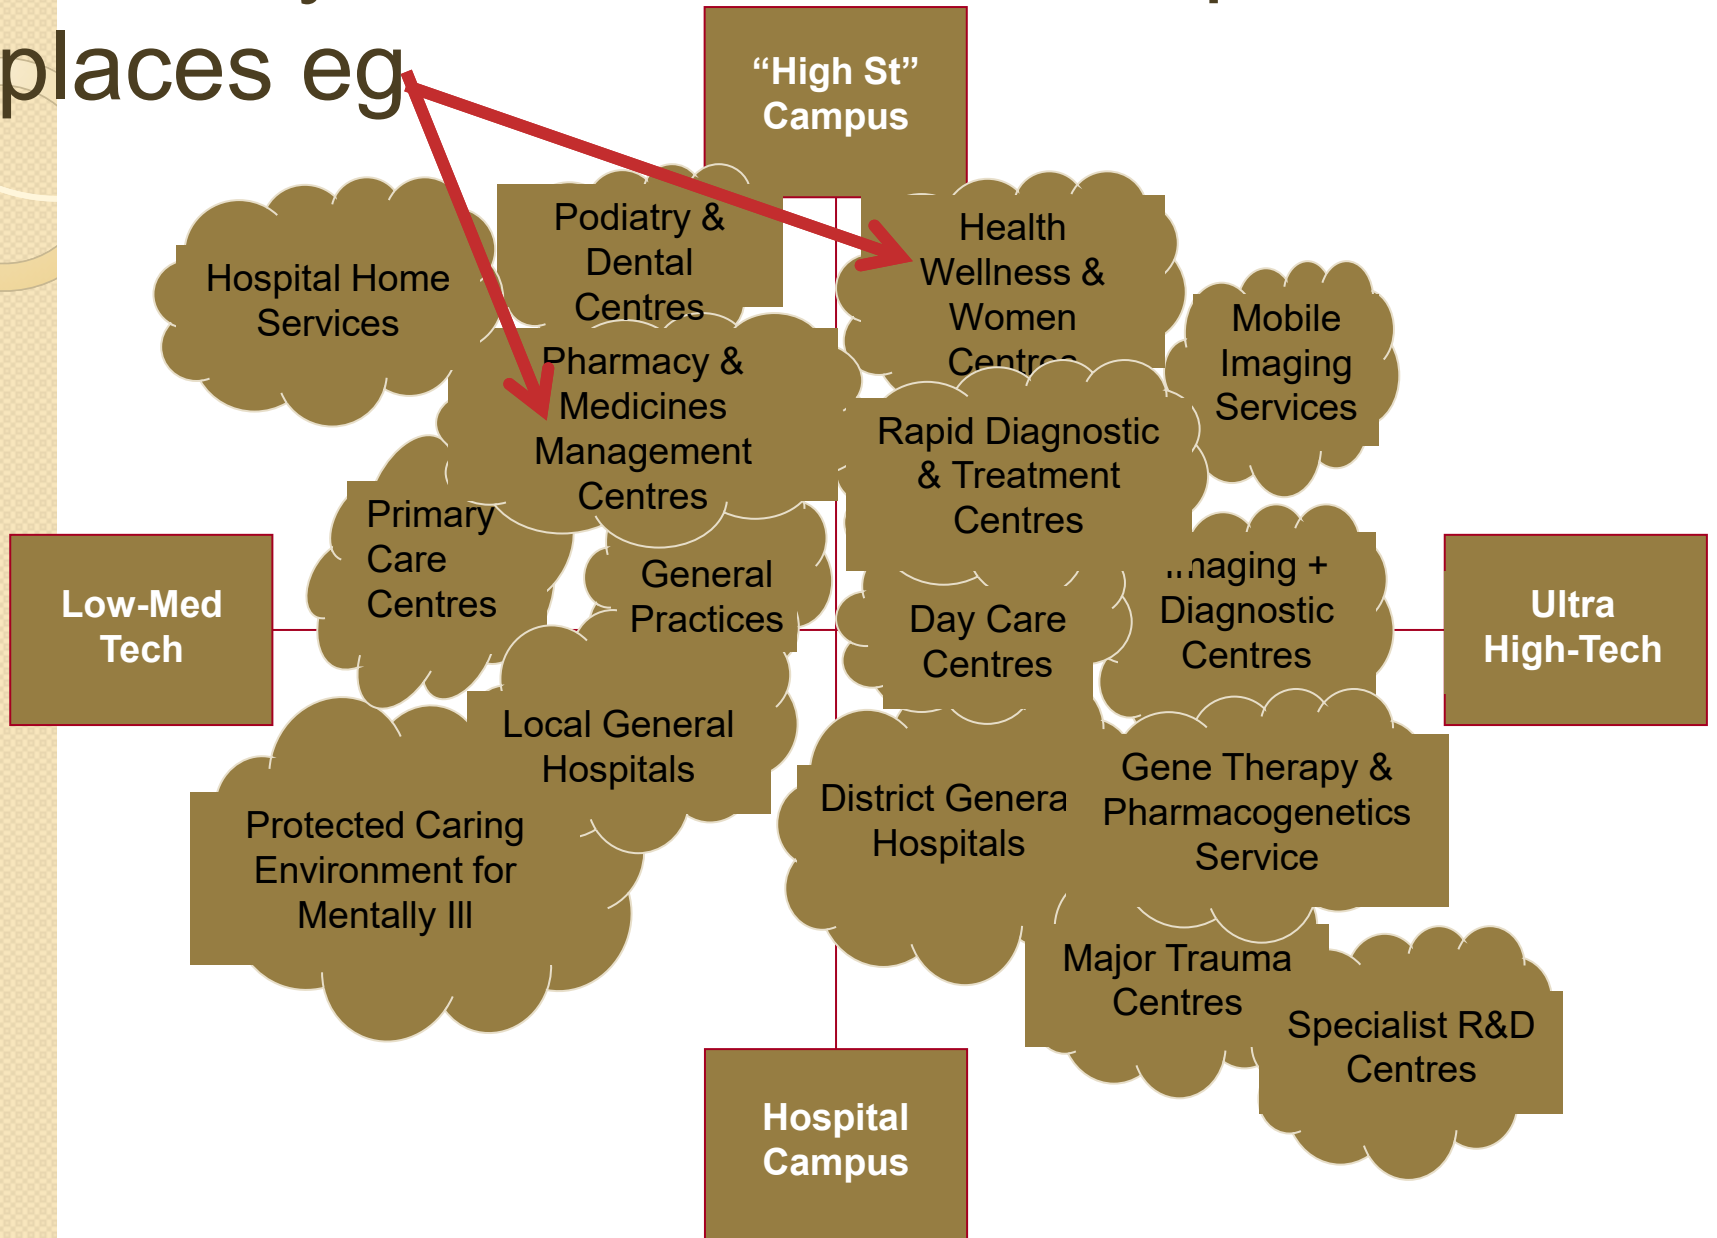 places eg
“High St”
Campus
Podiatry &
Dental
Centres
Health
Wellness &
Women
Centres
Hospital Home
Services
Mobile
Imaging
Services
Pharmacy &
Medicines
Management
Centres
Rapid Diagnostic
& Treatment
Centres
Primary
Care
Centres
General
Practices
Day Care
Centres
Imaging +
Diagnostic
Centres
Low-Med
Tech
Ultra
High-Tech
Local General
Hospitals
District Genera
Hospitals
Gene Therapy &
Pharmacogenetics
Service
Protected Caring
Environment for
Mentally Ill
Major Trauma
Centres
Specialist R&D
Centres
Hospital
Campus